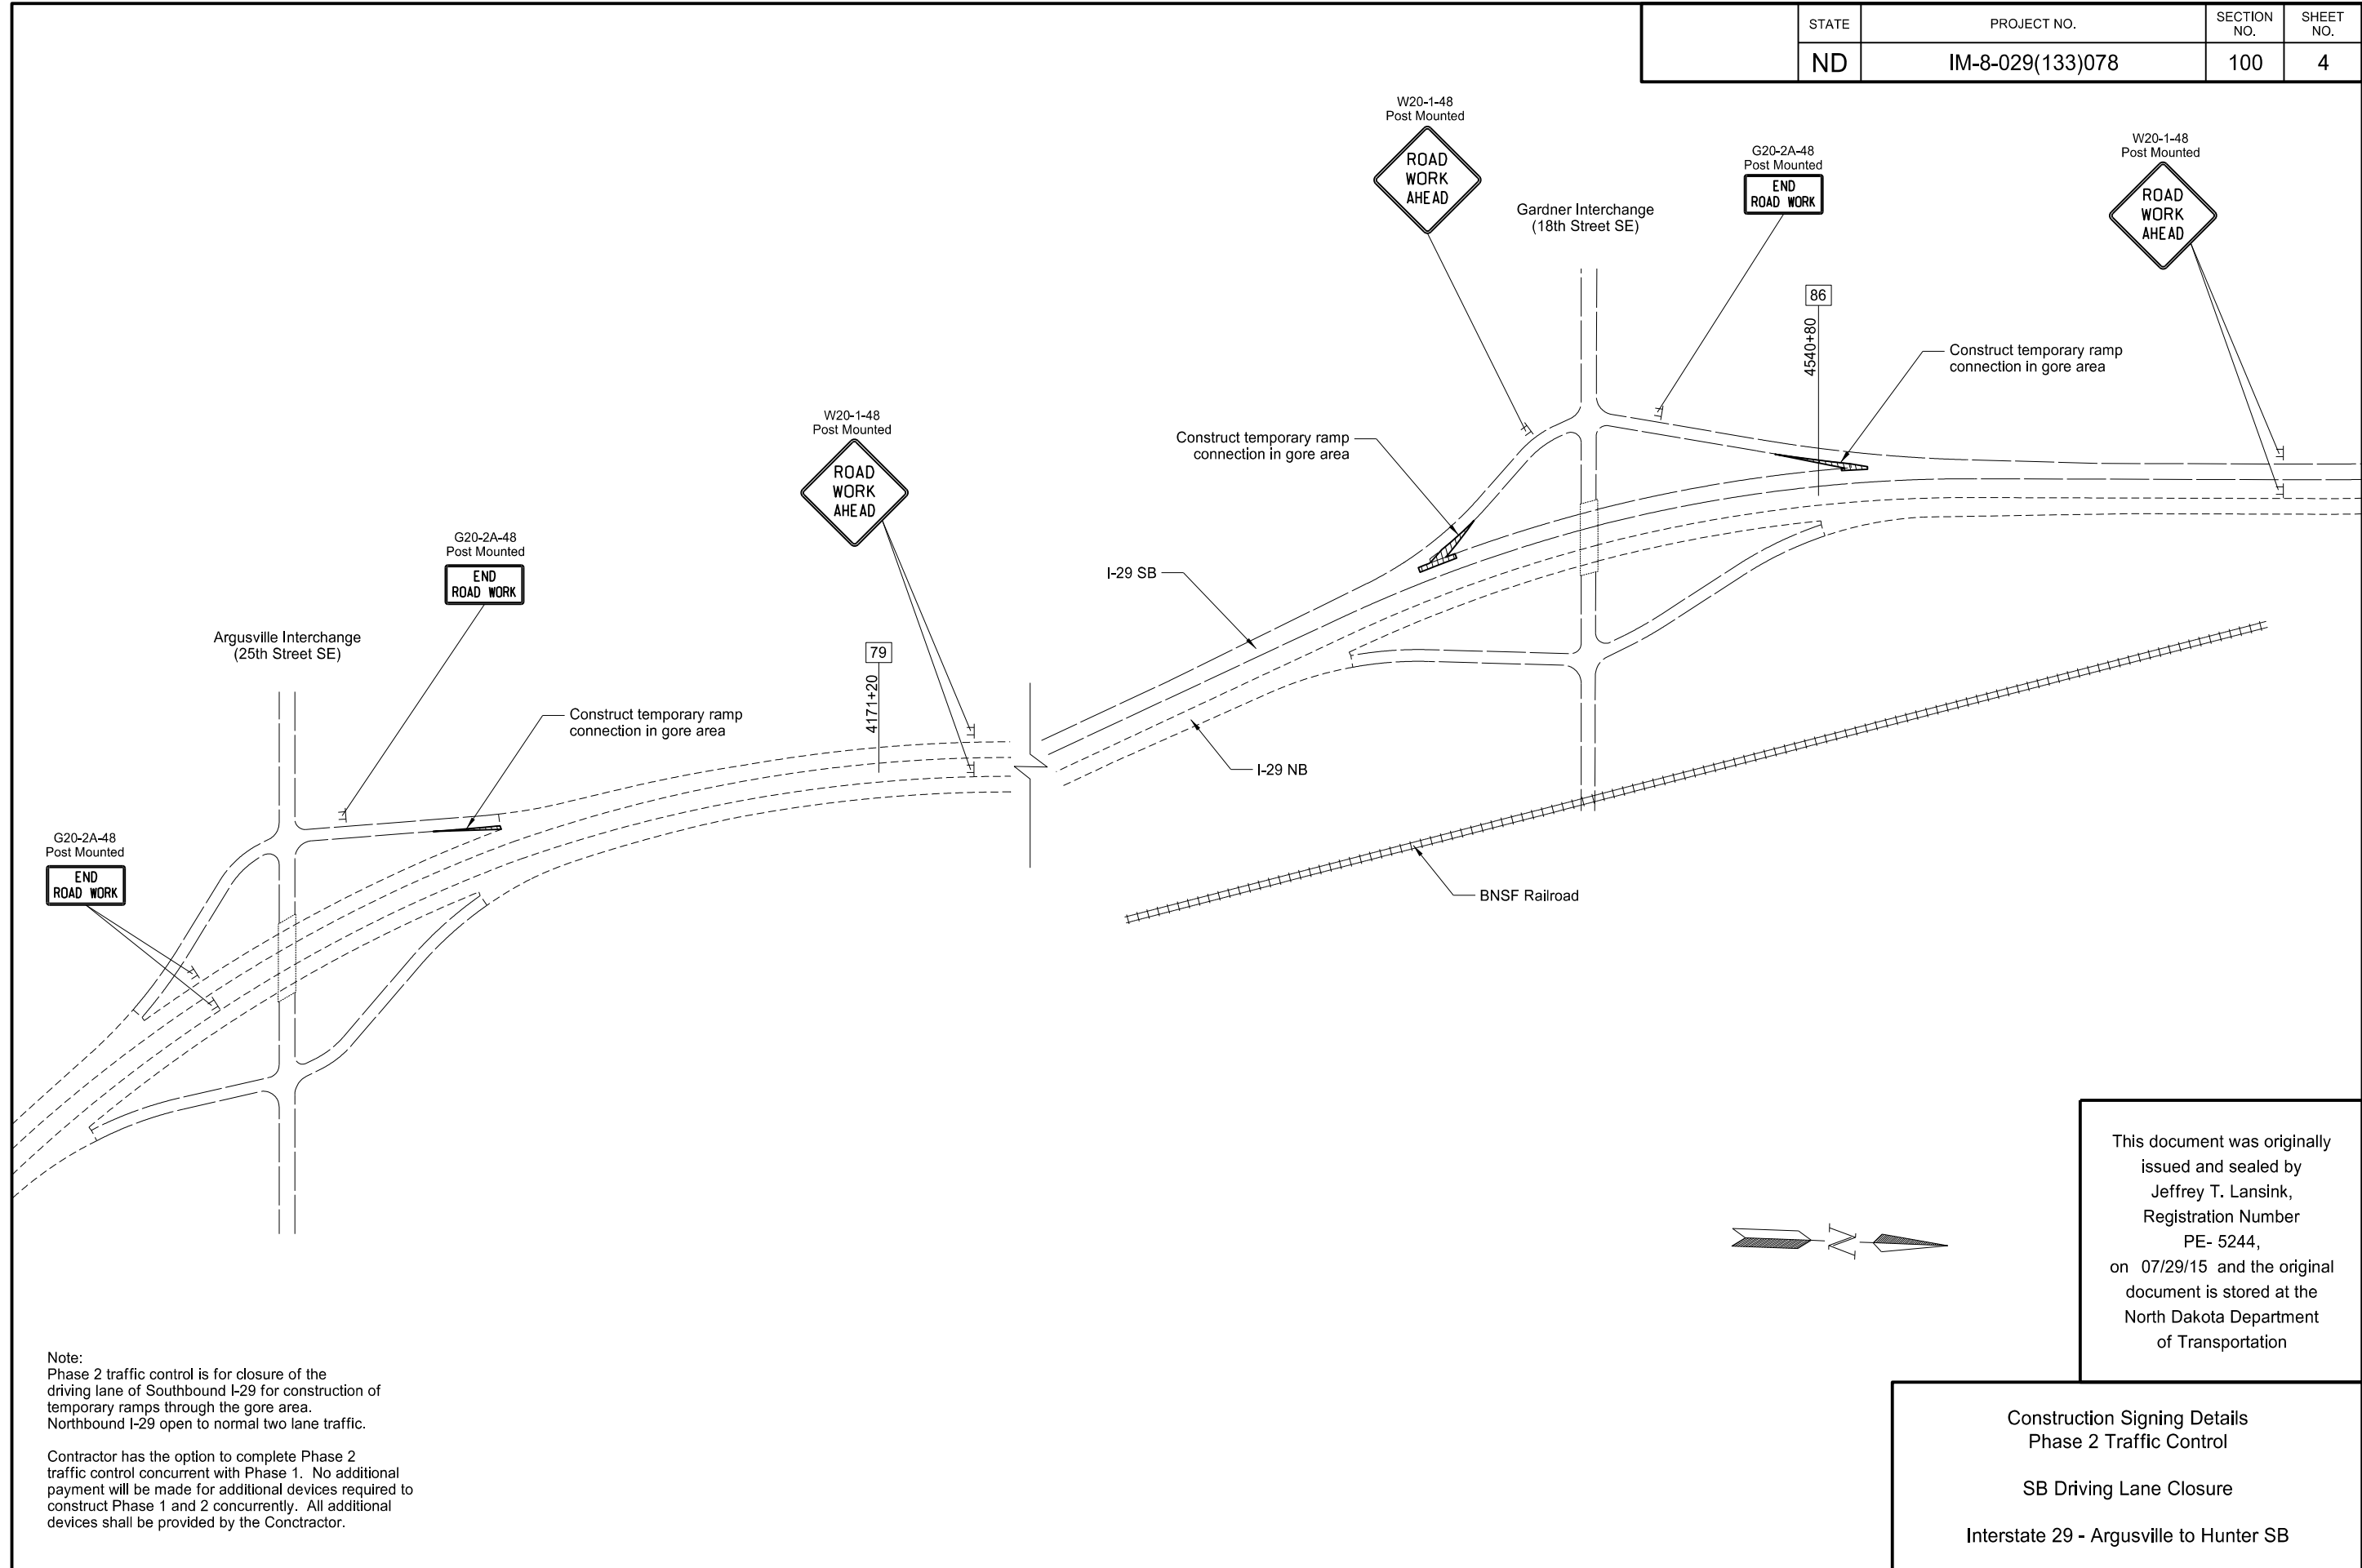 STATE
PROJECT NO.
SECTION
NO.
SHEET
NO.
ND
IM-8-029(133)078
100
4
W20-1-48
Post Mounted
ROAD
WORK
AHEAD
G20-2A-48
Post Mounted
END
ROAD WORK
W20-1-48
Post Mounted
ROAD
WORK
AHEAD
Gardner Interchange
(18th Street SE)
86
4540+80
Construct temporary ramp
connection in gore area
W20-1-48
Post Mounted
ROAD
WORK
AHEAD
Construct temporary ramp
connection in gore area
G20-2A-48
Post Mounted
END
ROAD WORK
I-29 SB
Argusville Interchange
(25th Street SE)
79
4171+20
Construct temporary ramp
connection in gore area
I-29 NB
G20-2A-48
Post Mounted
END
ROAD WORK
BNSF Railroad
N
This document was originally
issued and sealed by
Jeffrey T. Lansink,
Registration Number
PE- 5244,
on 07/29/15 and the original
document is stored at the
North Dakota Department
of Transportation
Note:
Phase 2 traffic control is for closure of the
driving lane of Southbound I-29 for construction of
temporary ramps through the gore area.
Northbound I-29 open to normal two lane traffic.
Contractor has the option to complete Phase 2
traffic control concurrent with Phase 1. No additional
payment will be made for additional devices required to
construct Phase 1 and 2 concurrently. All additional
devices shall be provided by the Conctractor.
Construction Signing Details
Phase 2 Traffic Control
SB Driving Lane Closure
Interstate 29 - Argusville to Hunter SB